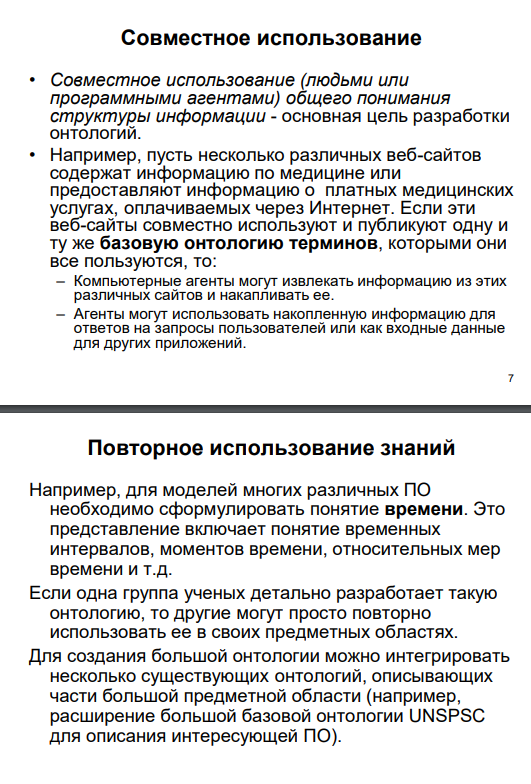 Совместное использование
• Совместное использование (людьми или
программными агентами) общего понимания
структуры информации - основная цель разработки
онтологий.
• Например, пусть несколько различных веб-сайтов
содержат информацию по медицине или
предоставляют информацию о платных медицинских
услугах, оплачиваемых через Интернет. Если эти
веб-сайты совместно используют и публикуют одну и
ту же базовую онтологию терминов, которыми они
все пользуются, то:
– Компьютерные агенты могут извлекать информацию из этих
различных сайтов и накапливать ее.
– Агенты могут использовать накопленную информацию для
ответов на запросы пользователей или как входные данные
для других приложений.
7
Повторное использование знаний
Например, для моделей многих различных ПО
необходимо сформулировать понятие времени. Это
представление включает понятие временных
интервалов, моментов времени, относительных мер
времени и т.д.
Если одна группа ученых детально разработает такую
онтологию, то другие могут просто повторно
использовать ее в своих предметных областях.
Для создания большой онтологии можно интегрировать
несколько существующих онтологий, описывающих
части большой предметной области (например,
расширение большой базовой онтологии UNSPSC
для описания интересующей ПО).